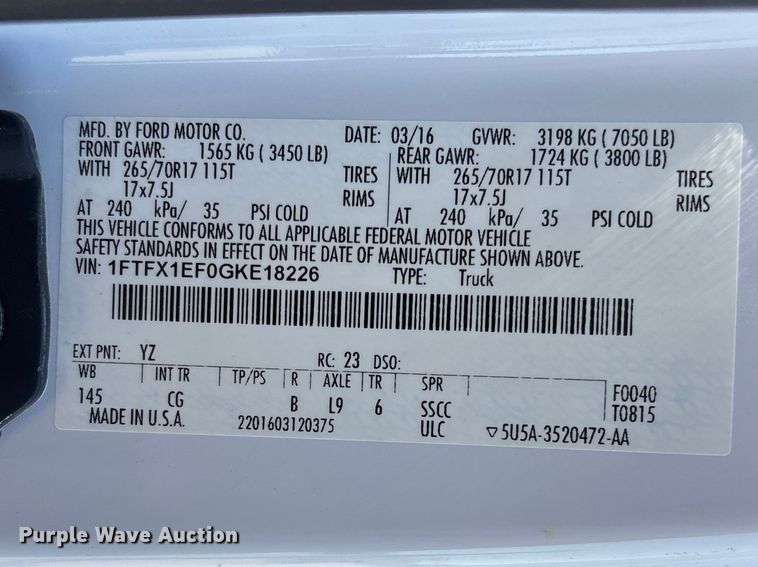 MFD. BY FORD MOTOR CO. DATE: 03/16 GVWR: 3198 KG ( 7050 LB)
FRONT GAWR: 1565 KG ( 3450 LB) REAR GAWR: 1724 KG ( 3800 LB)
WITH 265/70R17 115T TIRES WITH 265/70R17 115T TIRES
17x7.5J RIMS 17x7.5J RIMS
AT 240 kPa/ 35 PSI COLD AT 240 kPa/ 35 PSI COLD
THIS VEHICLE CONFORMS TO ALL APPLICABLE FEDERAL MOTOR VEHICLE
SAFETY STANDARDS IN EFFECT ON THE DATE OF MANUFACTURE SHOWN ABOVE.
VIN: 1FTFX1EF0GKE18226 TYPE: Truck
EXT PNT: YZ RC: 23 DSO:
WB INT TR TP/PS R AXLE TR SPR F0040
145 CG B L9 6 SSCC T0815
MADE IN U.S.A. 2201603120375 ULC ▽5U5A-3520472-AA
Purple Wave Auction